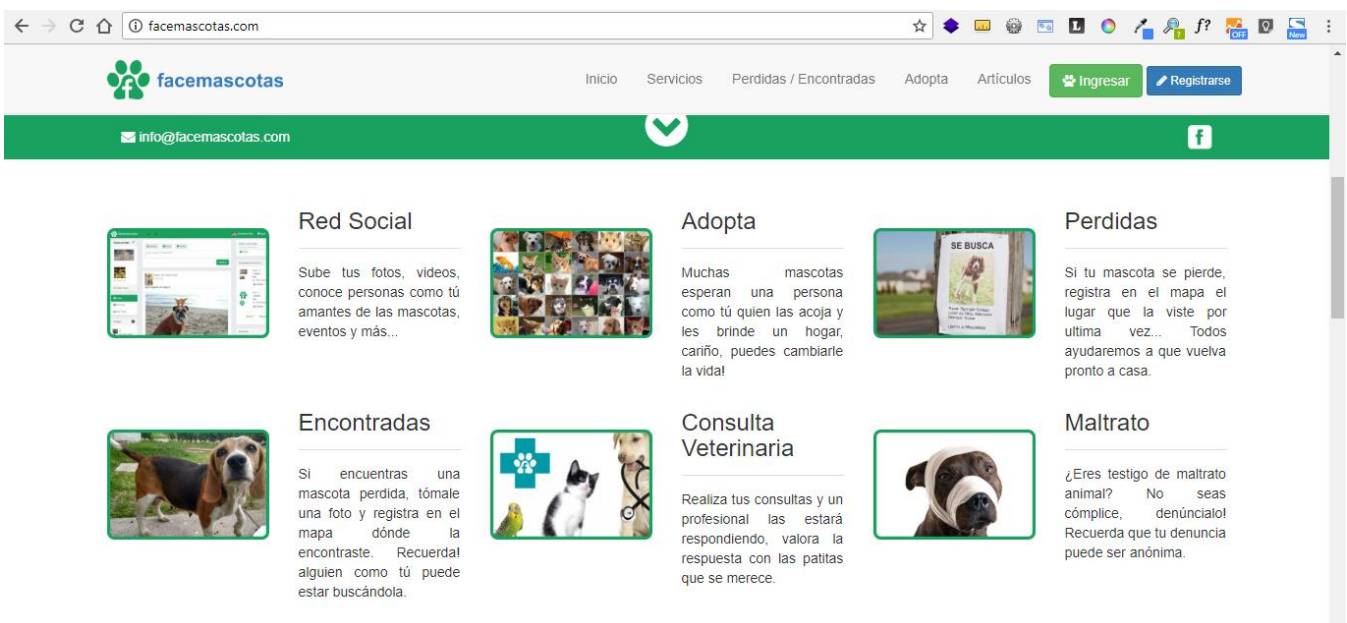 facemascotas.com
facemascotas
Inicio Servicios Perdidas / Encontradas Adopta Artículos Ingresar Registrarse
info@facemascotas.com
Red Social
Sube tus fotos, videos,
conoce personas como tú
amantes de las mascotas,
eventos y más...
Adopta
Muchas mascotas
esperan una persona
como tú quien las acoja y
les brinde un hogar,
cariño, puedes cambiarle
la vida!
SE BUSCA
Perdidas
Si tu mascota se pierde,
registra en el mapa el
lugar que la viste por
ultima vez... Todos
ayudaremos a que vuelva
pronto a casa.
Encontradas
Si encuentras una
mascota perdida, tómale
una foto y registra en el
mapa dónde la
encontraste. Recuerda!
alguien como tú puede
estar buscándola.
Consulta
Veterinaria
Realiza tus consultas y un
profesional las estará
respondiendo, valora la
respuesta con las patitas
que se merece.
Maltrato
¿Eres testigo de maltrato
animal? No seas
cómplice, denúncialo!
Recuerda que tu denuncia
puede ser anónima.